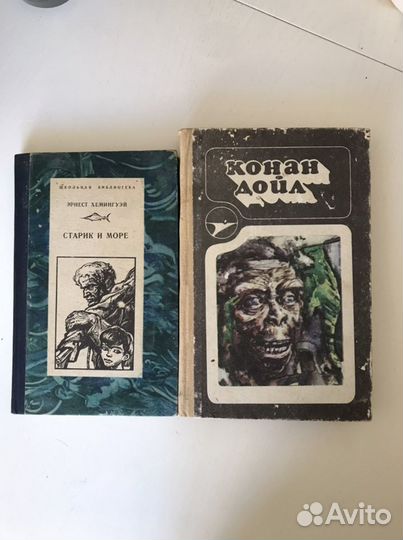 ШКОЛЬНАЯ БИБЛИОТЕКА
ЭРНЕСТ ХЕМИНГУЭЙ
СТАРИК И МОРЕ
КОНАН
ДОЙЛ
Avito